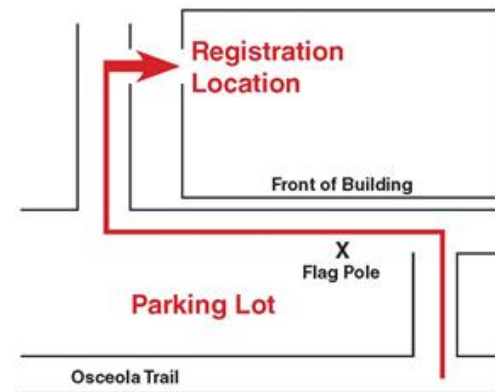 Registration
Location
Front of Building
X
Flag Pole
Parking Lot
Osceola Trail